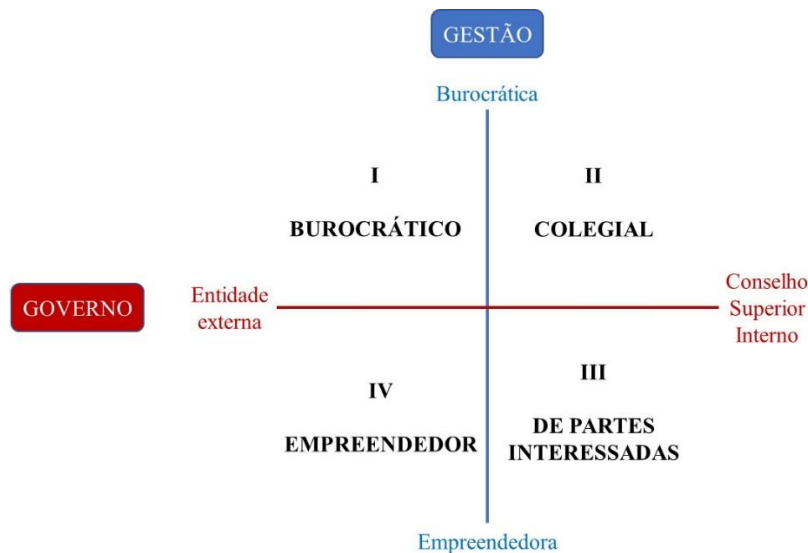 GESTÃO
Burocrática
I
BUROCRÁTICO
II
COLEGIAL
GOVERNO
Entidade
externa
Conselho
Superior
Interno
IV
EMPREENDEDOR
III
DE PARTES
INTERESSADAS
Empreendedora